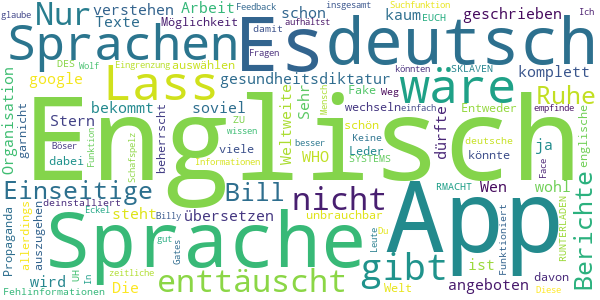 glaube Nur verstehen Arbeit Feedback insgesamt schon Suchfunktion Ich
verstehen Texte Möglichkeit damit aufhaltst kaum EUCH geschrieben
Sprachen Es deutsch
DES Wolf Eingrenzung auswählen Fragen könnten SKLAVEN komplett
google Lass gesundheitsdiktatur wäre Ruhe
Organisation garnicht bekommt soviel Sehr Fake Weg Mensch Entweder
Stern beherrscht Weltweite wechseln einfach schön empfinde
Englisch
Böser dabei Funktion Schafspelz ZU wissen viele Informationen WHO Keine besser Leder dürfte könnte ja deutsche englische
Einseitige Bill nicht SYSTEMS Face App Wen wohl Berichte
deinstalliert steht Eckel Billy übersetzen unbrauchbar RMACHT Funktioniert RUNTERLADEN
Propaganda allerdings auszugehen Sprache gibt angeboten
Die gut Gates Leute Du ist davon
wird UH In zeitliche enttäuscht Welt Diese
Fehlinformationen